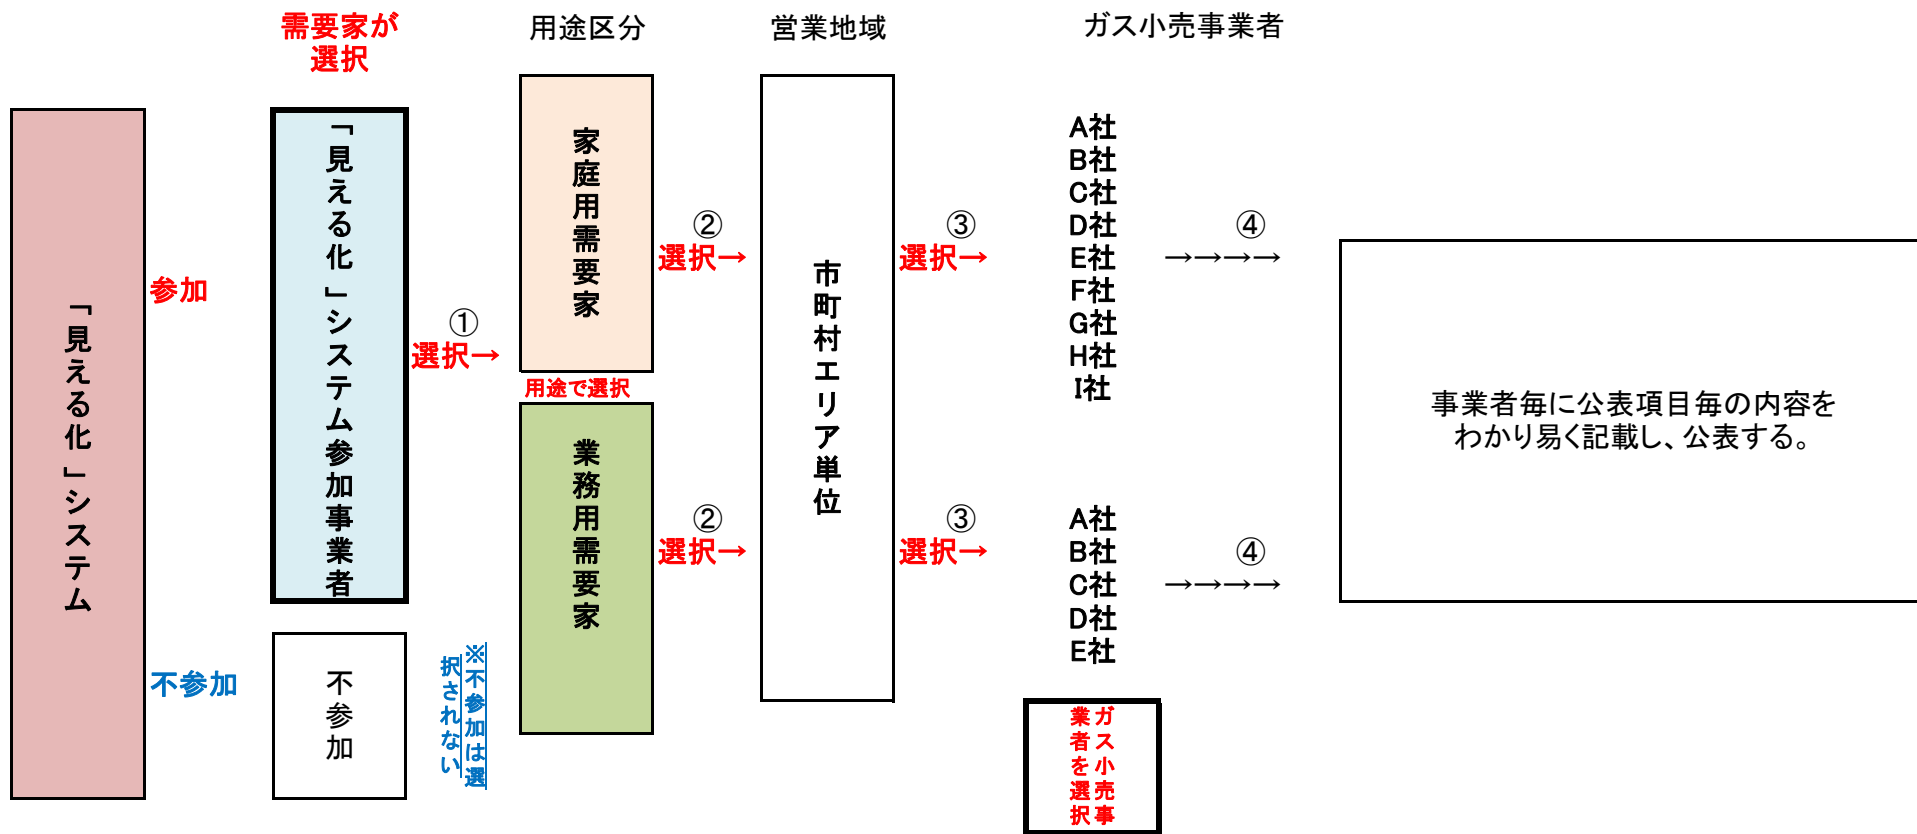 需要家が
選択
用途区分
営業地域
ガス小売事業者
「見える化」システム
参加
不参加
「見える化」システム参加事業者
不参加
①
選択→
※不参加は選
択されない
家庭用需要家
用途で選択
業務用需要家
②
選択→
②
選択→
市町村エリア単位
③
選択→
③
選択→
A社
B社
C社
D社
E社
F社
G社
H社
I社
④
→→→→
A社
B社
C社
D社
E社
④
→→→→
ガス小売事
業者を選択
事業者毎に公表項目毎の内容を
わかり易く記載し、公表する。